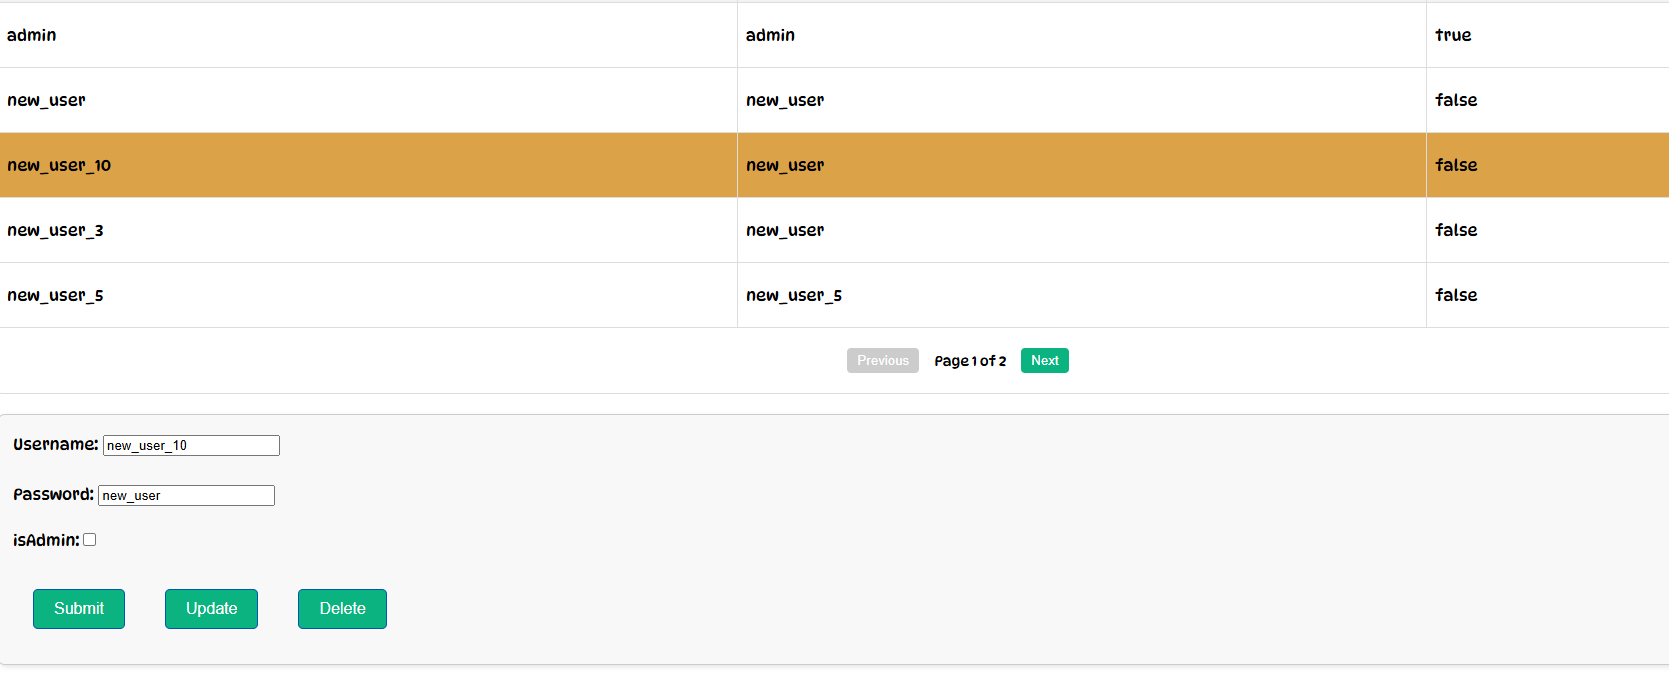 admin admin true
new_user new_user false
new_user_10 new_user false
new_user_3 new_user false
new_user_5 new_user_5 false
Previous Page 1 of 2 Next
Username: new_user_10
Password: new_user
isAdmin:
Submit Update Delete